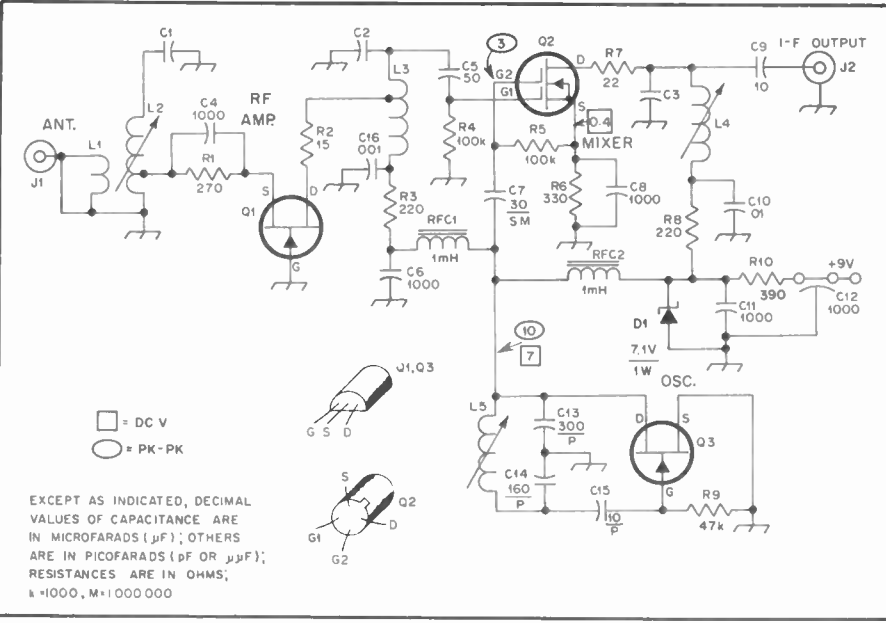 C1
C2
Q2
C9
I-F OUTPUT
J2
10
3
D
R7
22
C3
L4
G2
G1
S
0.4
MIXER
C5
50
L3
L2
C4
1000
RF
AMP.
ANT.
L1
J1
R1
270
R2
15
C16
.001
R4
100k
R5
100k
S
D
Q1
G
R3
220
RFC1
1mH
C6
1000
C7
30
SM
R6
330
C8
1000
R8
220
C10
.01
RFC2
1mH
R10
390
+9V
C12
1000
C11
1000
D1
7.1V
1W
10
7
OSC.
Q1,Q3
G S D
L5
C13
300
P
D
S
Q3
G
C14
160
P
C15
10
P
R9
47k
= DC V
= PK-PK
S
Q2
G1
D
G2
EXCEPT AS INDICATED, DECIMAL
VALUES OF CAPACITANCE ARE
IN MICROFARADS (μF); OTHERS
ARE IN PICOFARADS (pF OR μμF);
RESISTANCES ARE IN OHMS;
k =1000, M=1 000 000